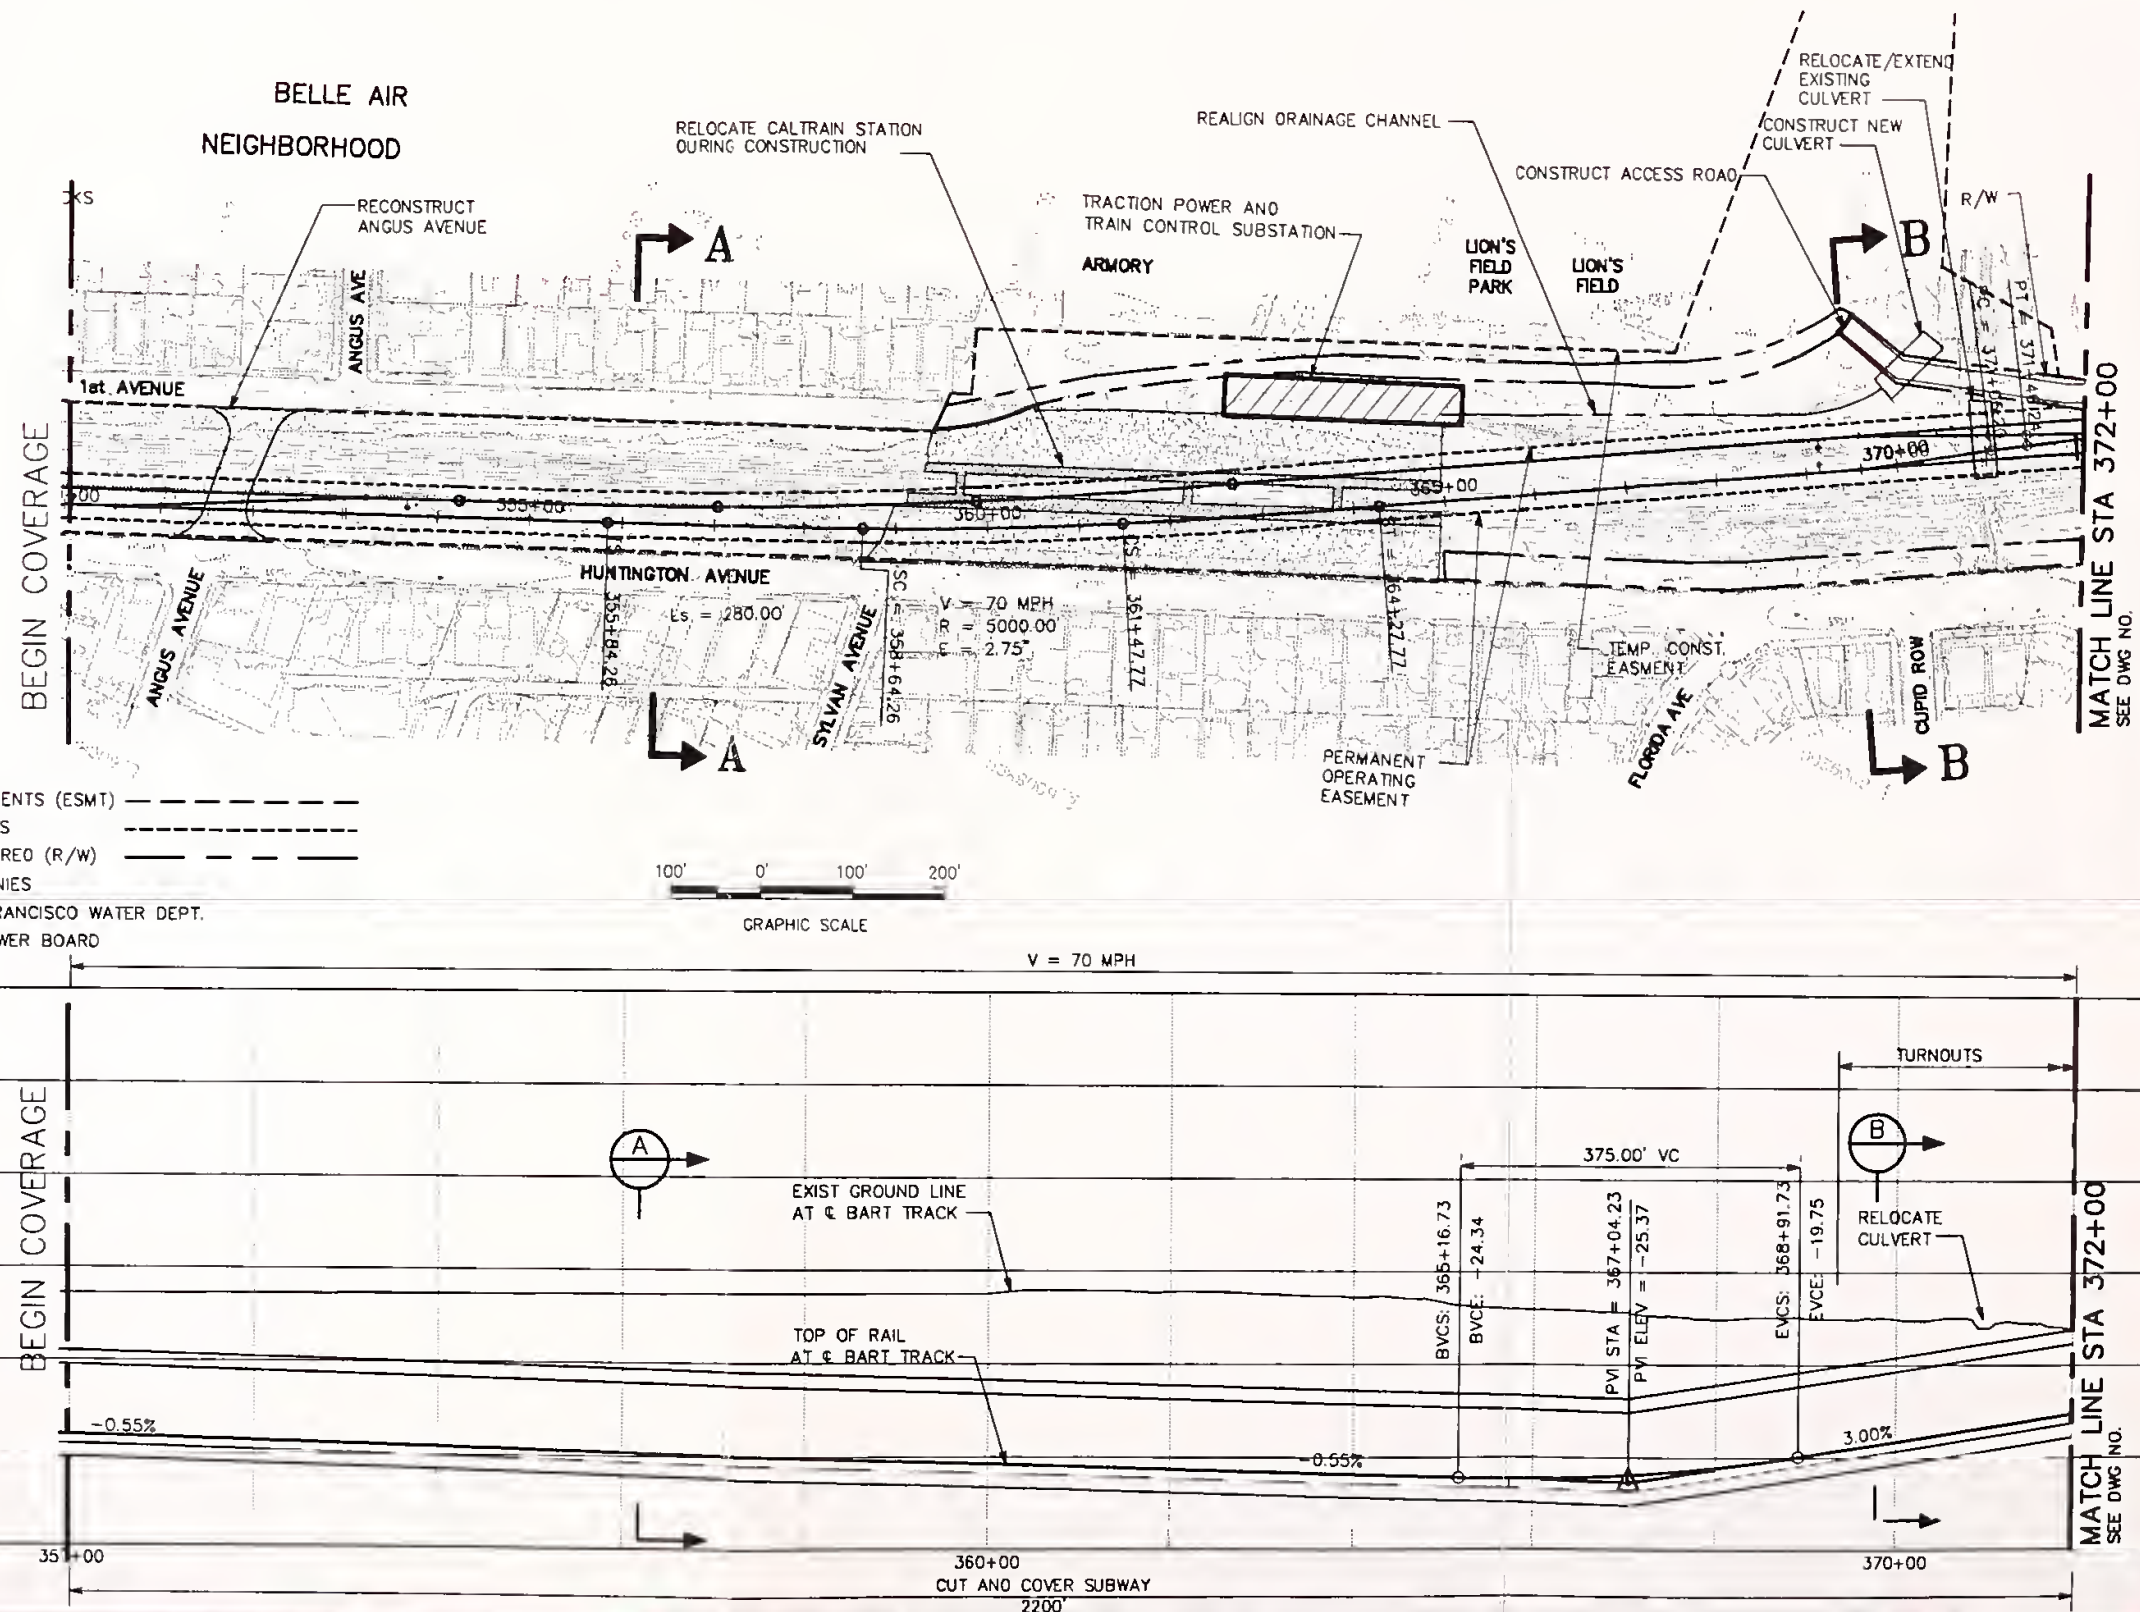 BELLE AIR
NEIGHBORHOOD
RELOCATE CALTRAIN STATION
DURING CONSTRUCTION
REALIGN DRAINAGE CHANNEL
RELOCATE/EXTEND
EXISTING
CULVERT
CONSTRUCT NEW
CULVERT
CONSTRUCT ACCESS ROAD
R/W
RECONSTRUCT
ANGUS AVENUE
A
TRACTION POWER AND
TRAIN CONTROL SUBSTATION
ARMORY
LION'S
FIELD
PARK
LION'S
FIELD
B
ANGUS AVE
1st. AVENUE
BEGIN COVERAGE
355+00
360+00
365+00
370+00
HUNTINGTON AVENUE
Ls = 280.00'
355+84.26
ANGUS AVENUE
SYLVAN AVENUE
SC = 358+64.26
V = 70 MPH
R = 5000.00
E = 2.75"
361+47.77
364+27.77
TEMP. CONST.
EASMENT
PERMANENT
OPERATING
EASEMENT
FLORIDA AVE
CUPID ROW
A
B
MATCH LINE STA 372+00
SEE DWG NO.
ENTS (ESMT)
S
RED (R/W)
NIES
RANCISCO WATER DEPT.
WER BOARD
100' 0' 100' 200'
GRAPHIC SCALE
V = 70 MPH
TURNOUTS
A
B
375.00' VC
EXIST GROUND LINE
AT ℄ BART TRACK
BVCS: 365+16.73
BVCE: -24.34
PVI STA = 367+04.23
PVI ELEV = -25.37
EVCS: 368+91.73
EVCE: -19.75
RELOCATE
CULVERT
TOP OF RAIL
AT ℄ BART TRACK
BEGIN COVERAGE
-0.55%
-0.55%
3.00%
MATCH LINE STA 372+00
SEE DWG NO.
351+00
360+00
370+00
CUT AND COVER SUBWAY
2200'